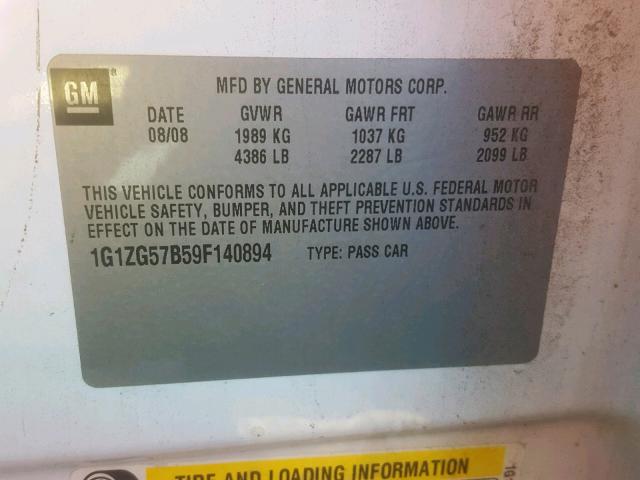 GM
MFD BY GENERAL MOTORS CORP.
DATE GVWR GAWR FRT GAWR RR
08/08 1989 KG 1037 KG 952 KG
4386 LB 2287 LB 2099 LB
THIS VEHICLE CONFORMS TO ALL APPLICABLE U.S. FEDERAL MOTOR
VEHICLE SAFETY, BUMPER, AND THEFT PREVENTION STANDARDS IN
EFFECT ON THE DATE OF MANUFACTURE SHOWN ABOVE.
1G1ZG57B59F140894 TYPE: PASS CAR
TIRE AND LOADING INFORMATION